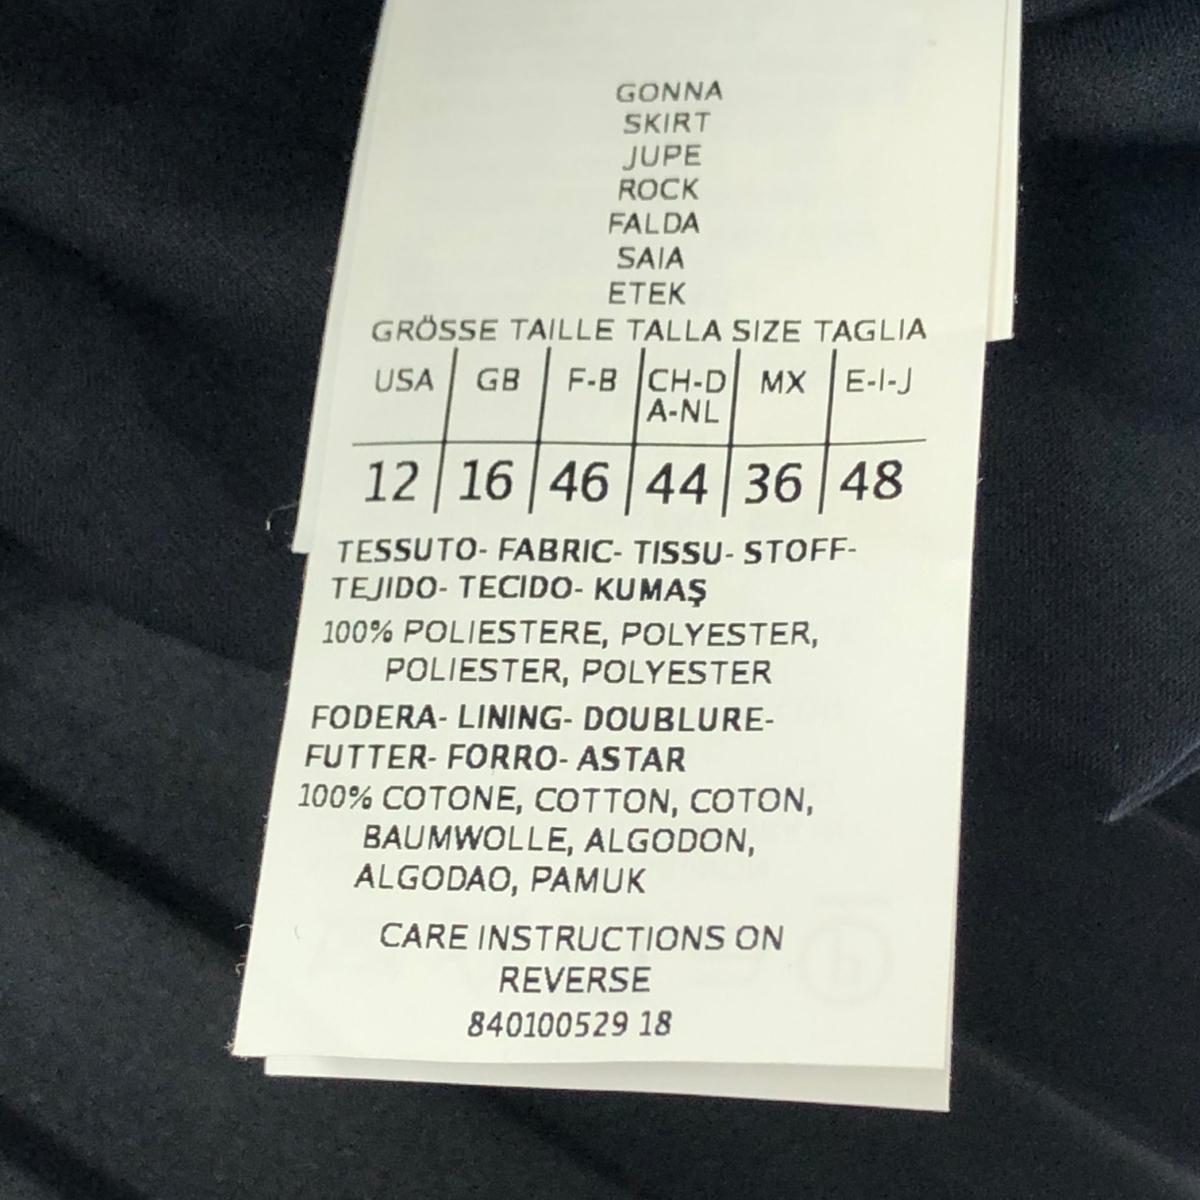 GONNA
SKIRT
JUPE
ROCK
FALDA
SAIA
ETEK
GRÖSSE TAILLE TALLA SIZE TAGLIA
USA GB F-B CH-D A-NL MX E-I-J
12 16 46 44 36 48
TESSUTO- FABRIC- TISSU- STOFF-
TEJIDO- TECIDO- KUMAŞ
100% POLIESTERE, POLYESTER,
POLIESTER, POLYESTER
FODERA- LINING- DOUBLURE-
FUTTER- FORRO- ASTAR
100% COTONE, COTTON, COTON,
BAUMWOLLE, ALGODON,
ALGODAO, PAMUK
CARE INSTRUCTIONS ON
REVERSE
840100529 18